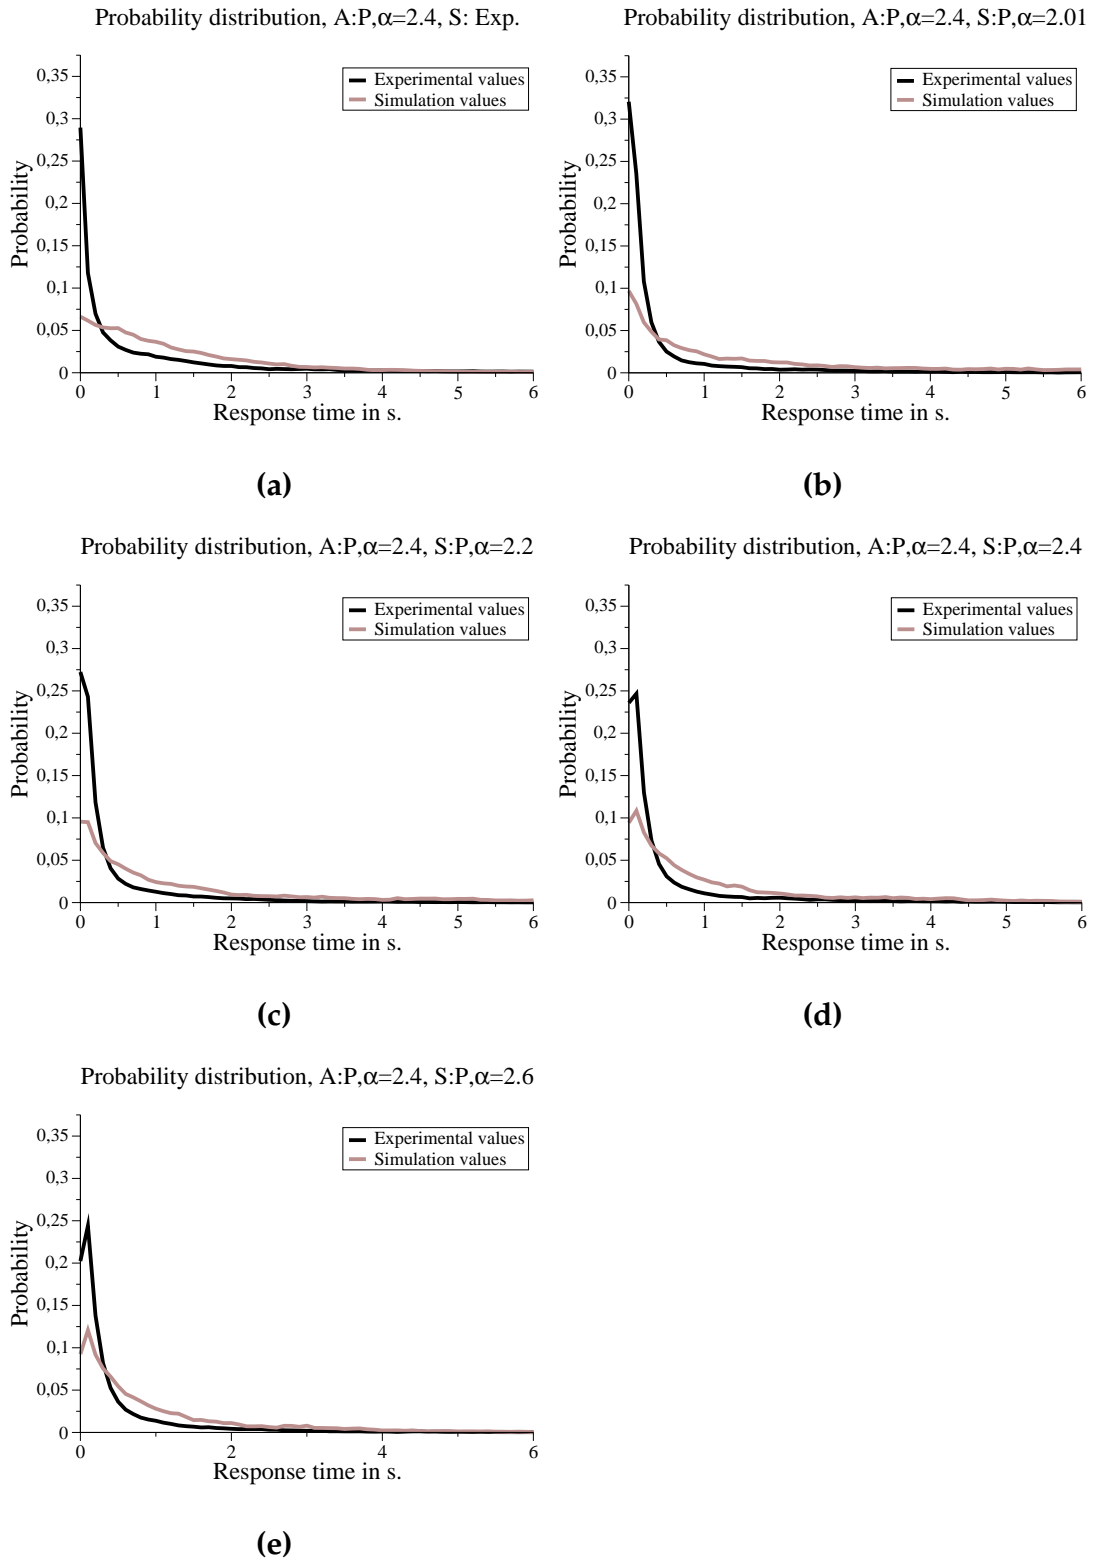 Probability distribution, A:P,α=2.4, S: Exp.
0,35
0,3
0,25
0,2
0,15
0,1
0,05
0
Probability
Experimental values
Simulation values
0 1 2 3 4 5 6
Response time in s.
(a)
Probability distribution, A:P,α=2.4, S:P,α=2.01
0,35
0,3
0,25
0,2
0,15
0,1
0,05
0
Probability
Experimental values
Simulation values
0 1 2 3 4 5 6
Response time in s.
(b)
Probability distribution, A:P,α=2.4, S:P,α=2.2
0,35
0,3
0,25
0,2
0,15
0,1
0,05
0
Probability
Experimental values
Simulation values
0 1 2 3 4 5 6
Response time in s.
(c)
Probability distribution, A:P,α=2.4, S:P,α=2.4
0,35
0,3
0,25
0,2
0,15
0,1
0,05
0
Probability
Experimental values
Simulation values
0 1 2 3 4 5 6
Response time in s.
(d)
Probability distribution, A:P,α=2.4, S:P,α=2.6
0,35
0,3
0,25
0,2
0,15
0,1
0,05
0
Probability
Experimental values
Simulation values
0 2 4 6
Response time in s.
(e)